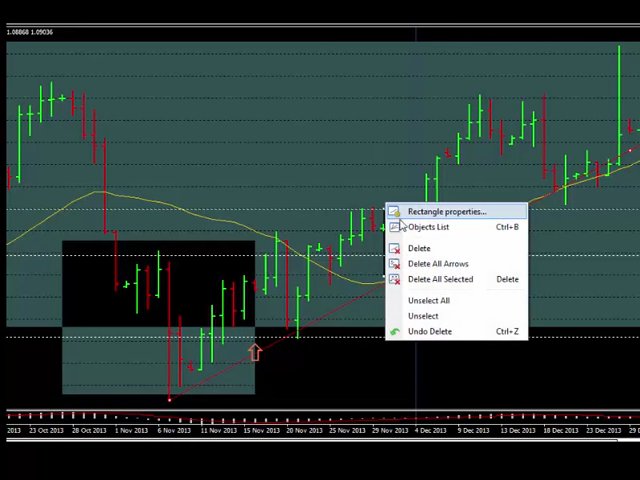 1.08868 1.09036
Rectangle properties...
Objects List Ctrl+B
Delete
Delete All Arrows
Delete All Selected Delete
Unselect All
Unselect
Undo Delete Ctrl+Z
2013 23 Oct 2013 28 Oct 2013 1 Nov 2013 6 Nov 2013 11 Nov 2013 15 Nov 2013 20 Nov 2013 25 Nov 2013 29 Nov 2013 4 Dec 2013 9 Dec 2013 13 Dec 2013 18 Dec 2013 23 Dec 2013 29 D